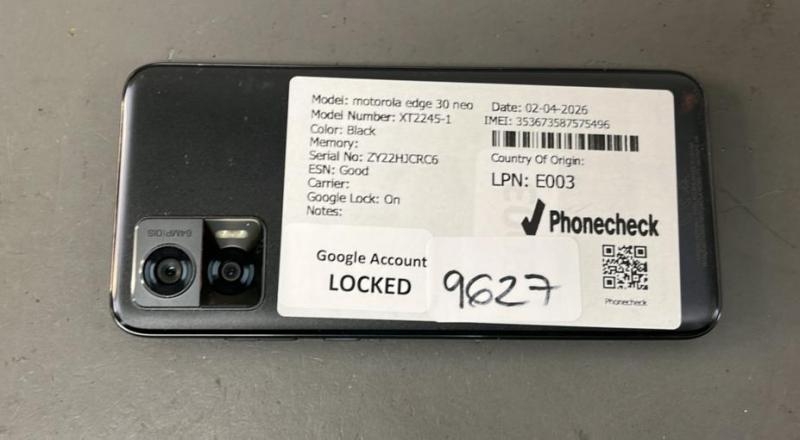 Model: motorola edge 30 neo
Model Number: XT2245-1
Color: Black
Memory:
Serial No: ZY22HJCRC6
ESN: Good
Carrier:
Google Lock: On
Notes:
Date: 02-04-2026
IMEI: 353673587575496
Country Of Origin:
LPN: E003
Phonecheck
Phonecheck
Google Account
LOCKED
9627
64MP|OIS